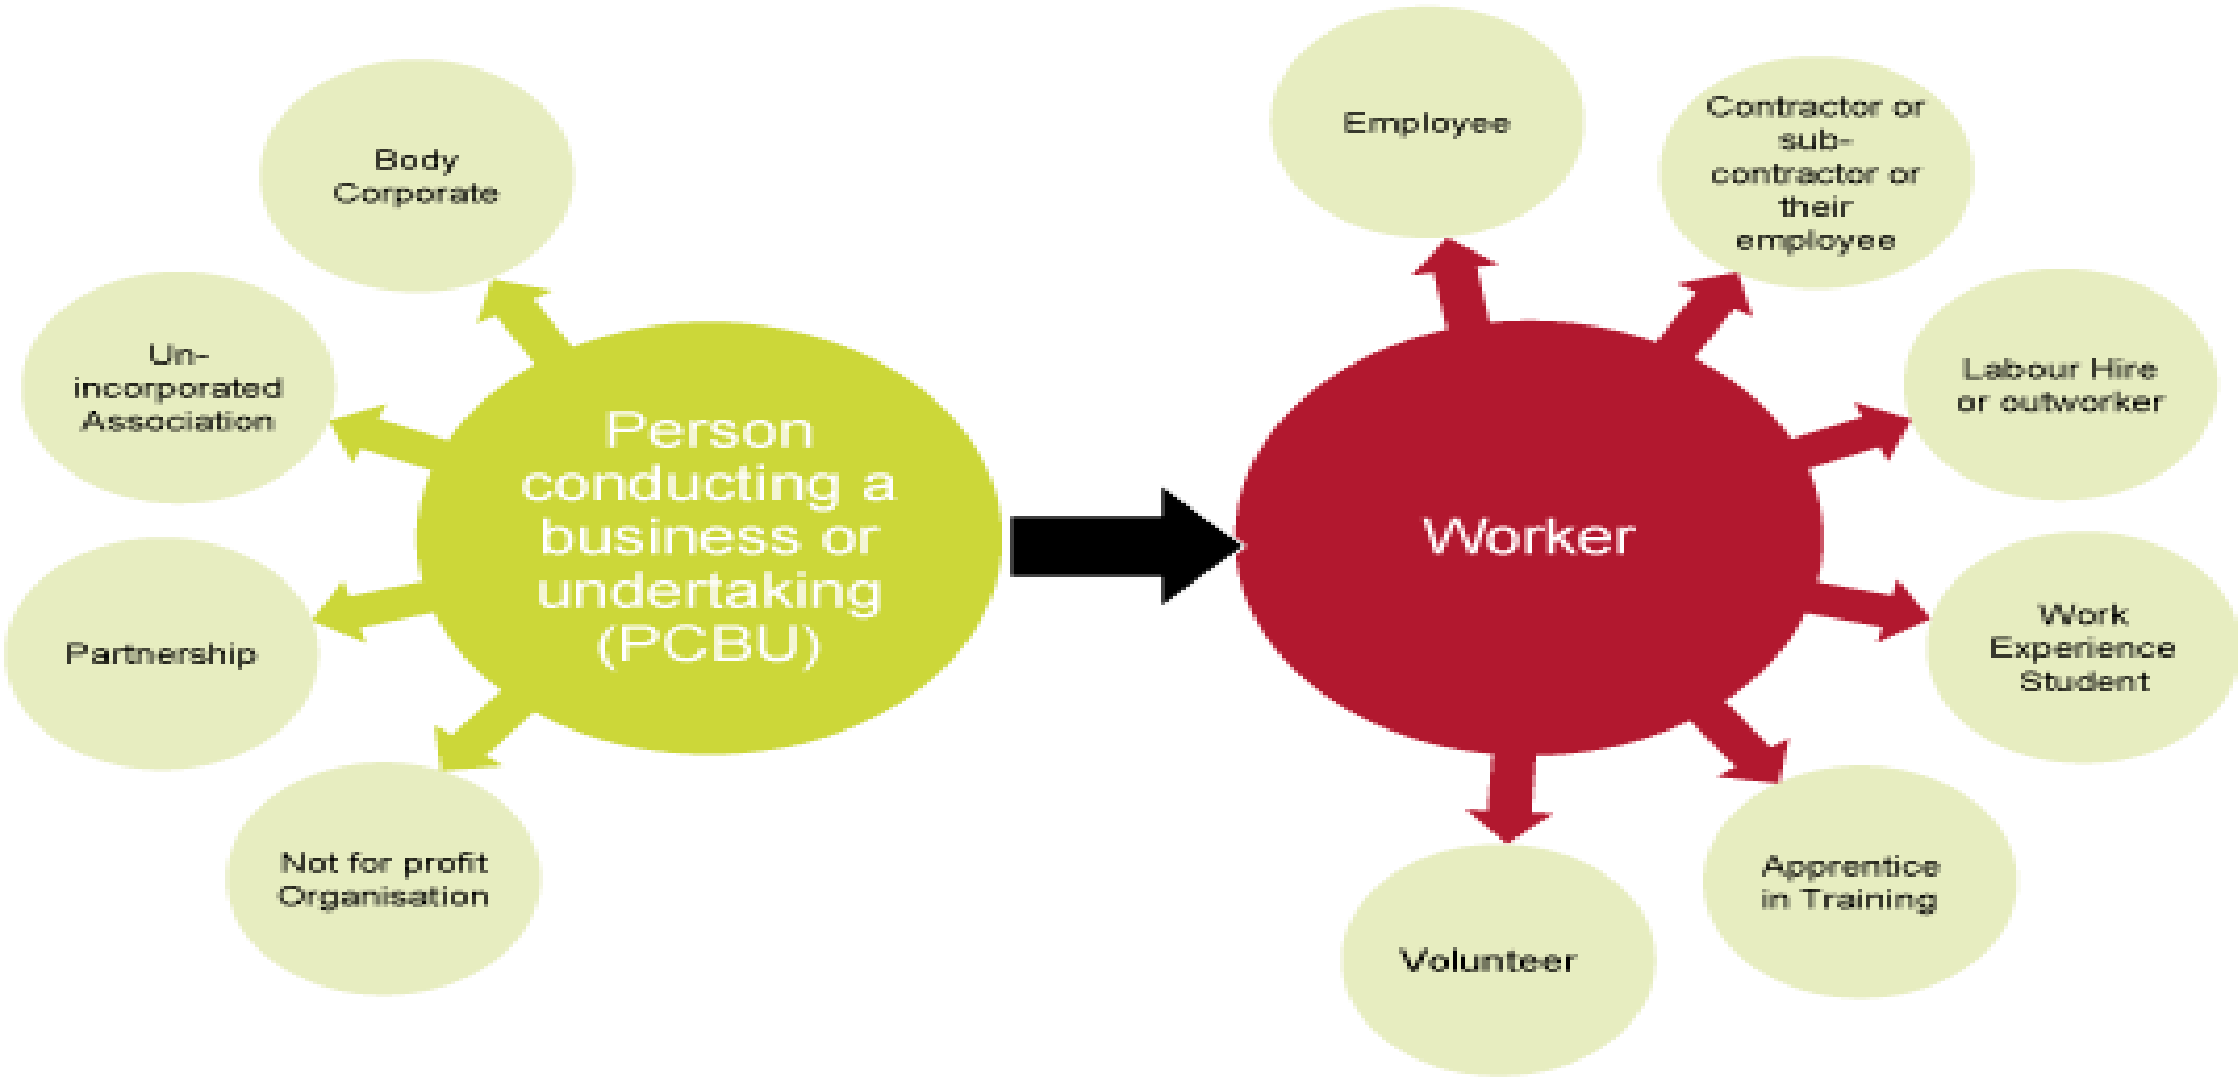 Body
Corporate
Un-
incorporated
Association
Partnership
Not for profit
Organisation
Person
conducting a
business or
undertaking
(PCBU)
Worker
Employee
Contractor or
sub-
contractor or
their
employee
Labour Hire
or outworker
Work
Experience
Student
Apprentice
in Training
Volunteer